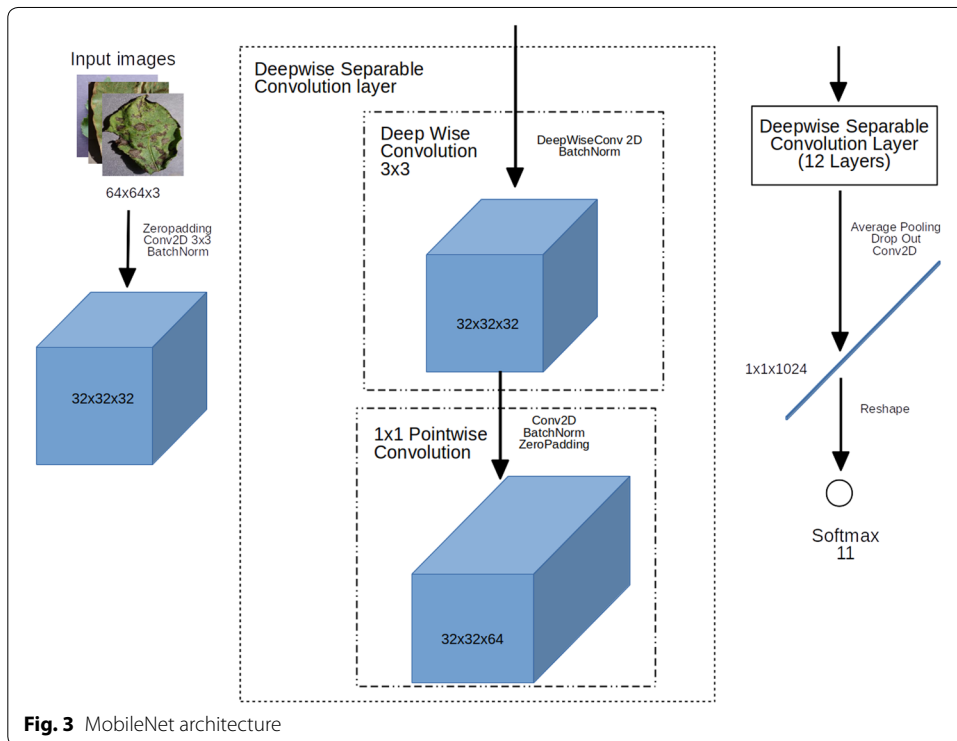 Input images
64x64x3
Zeropadding
Conv2D 3x3
BatchNorm
32x32x32
Deepwise Separable
Convolution layer
Deep Wise
Convolution
3x3
DeepWiseConv 2D
BatchNorm
32x32x32
1x1 Pointwise
Convolution
Conv2D
BatchNorm
ZeroPadding
32x32x64
Deepwise Separable
Convolution Layer
(12 Layers)
Average Pooling
Drop Out
Conv2D
1x1x1024
Reshape
Softmax
11
Fig. 3 MobileNet architecture